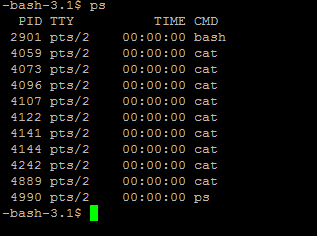 -bash-3.1$ ps
  PID TTY          TIME CMD
 2901 pts/2    00:00:00 bash
 4059 pts/2    00:00:00 cat
 4073 pts/2    00:00:00 cat
 4096 pts/2    00:00:00 cat
 4107 pts/2    00:00:00 cat
 4122 pts/2    00:00:00 cat
 4141 pts/2    00:00:00 cat
 4144 pts/2    00:00:00 cat
 4242 pts/2    00:00:00 cat
 4889 pts/2    00:00:00 cat
 4990 pts/2    00:00:00 ps
-bash-3.1$